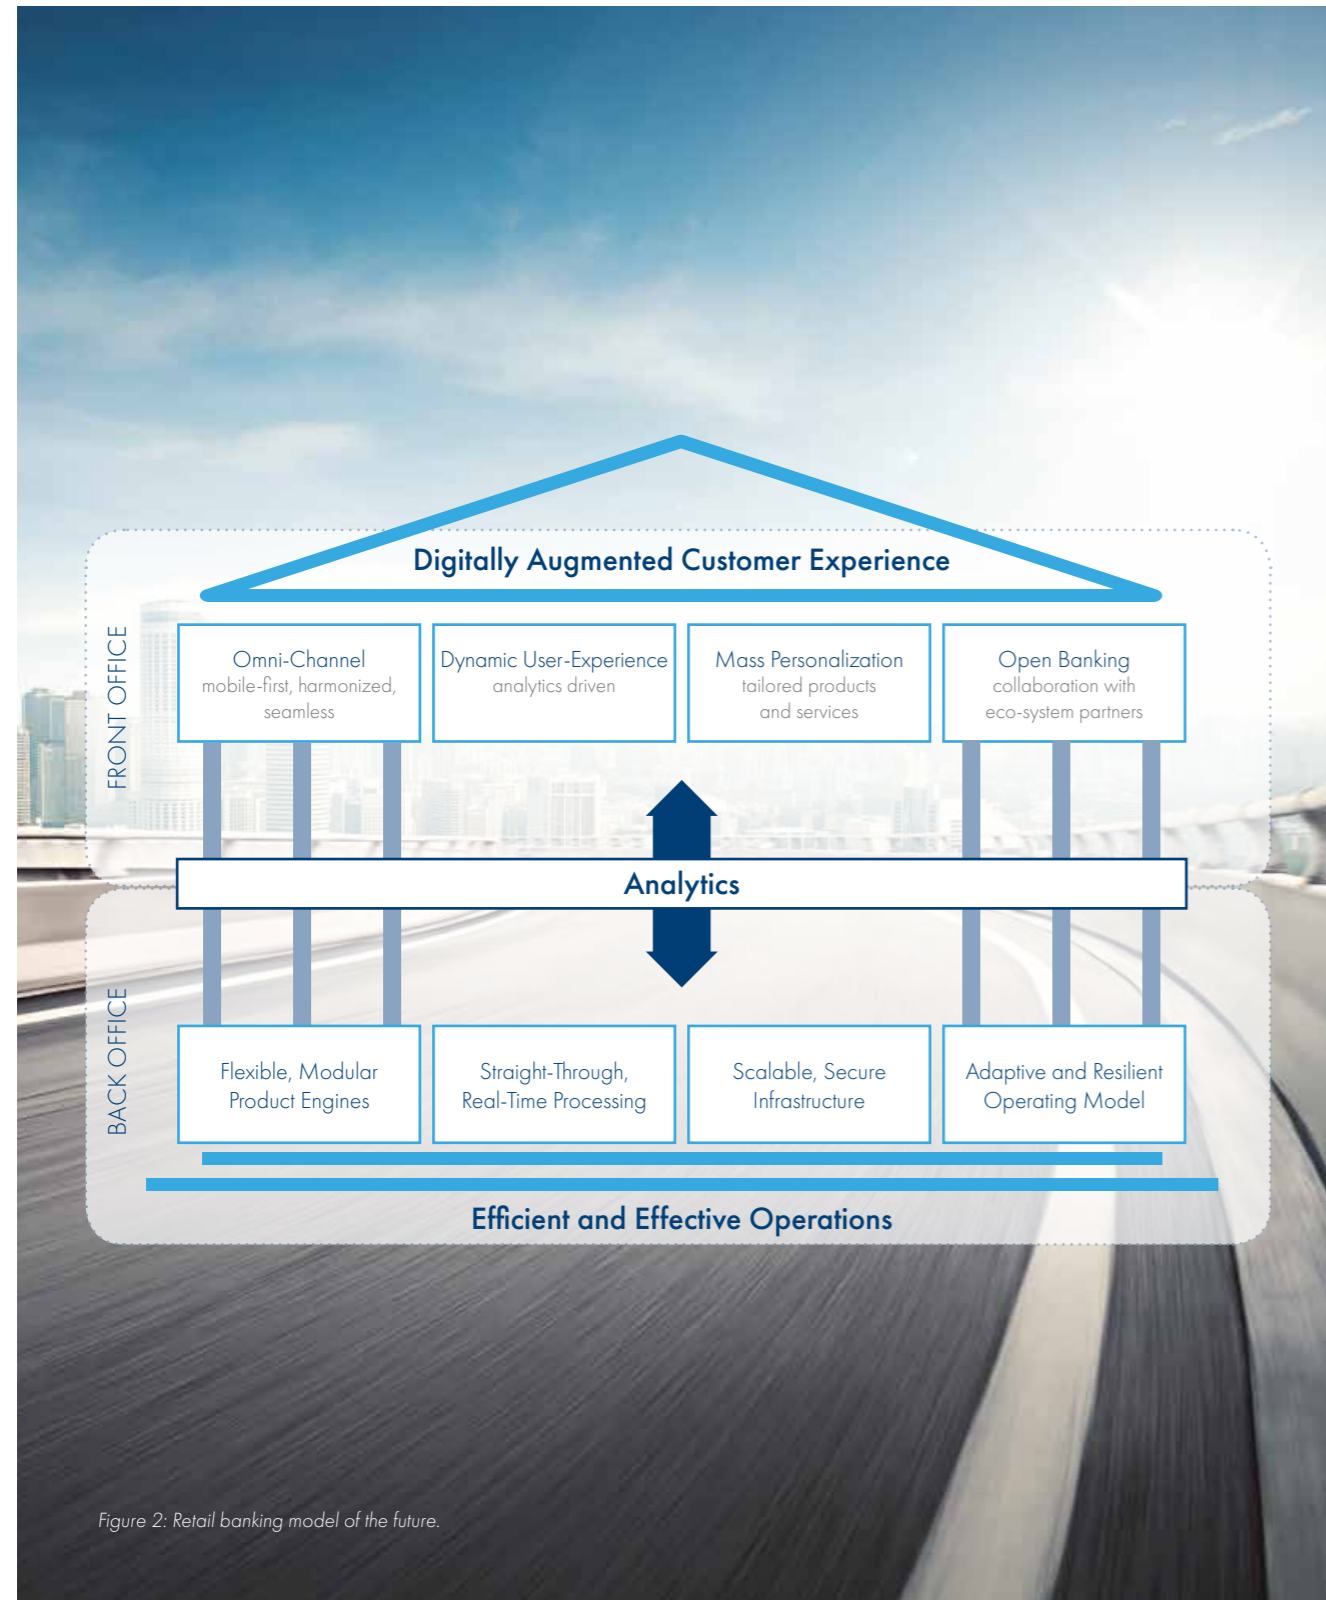 Digitally Augmented Customer Experience
FRONT OFFICE
Omni-Channel
mobile-first, harmonized,
seamless
Dynamic User-Experience
analytics driven
Mass Personalization
tailored products
and services
Open Banking
collaboration with
eco-system partners
Analytics
BACK OFFICE
Flexible, Modular
Product Engines
Straight-Through,
Real-Time Processing
Scalable, Secure
Infrastructure
Adaptive and Resilient
Operating Model
Efficient and Effective Operations
Figure 2: Retail banking model of the future.